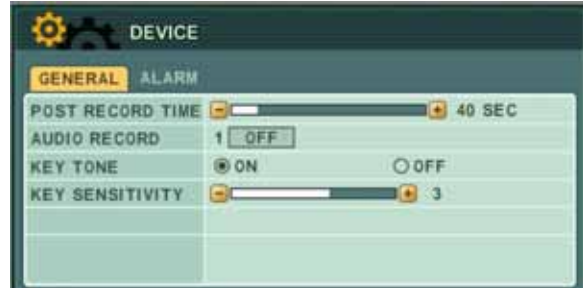 DEVICE
GENERAL ALARM
POST RECORD TIME - + 40 SEC
AUDIO RECORD 1 OFF
KEY TONE ON OFF
KEY SENSITIVITY - + 3